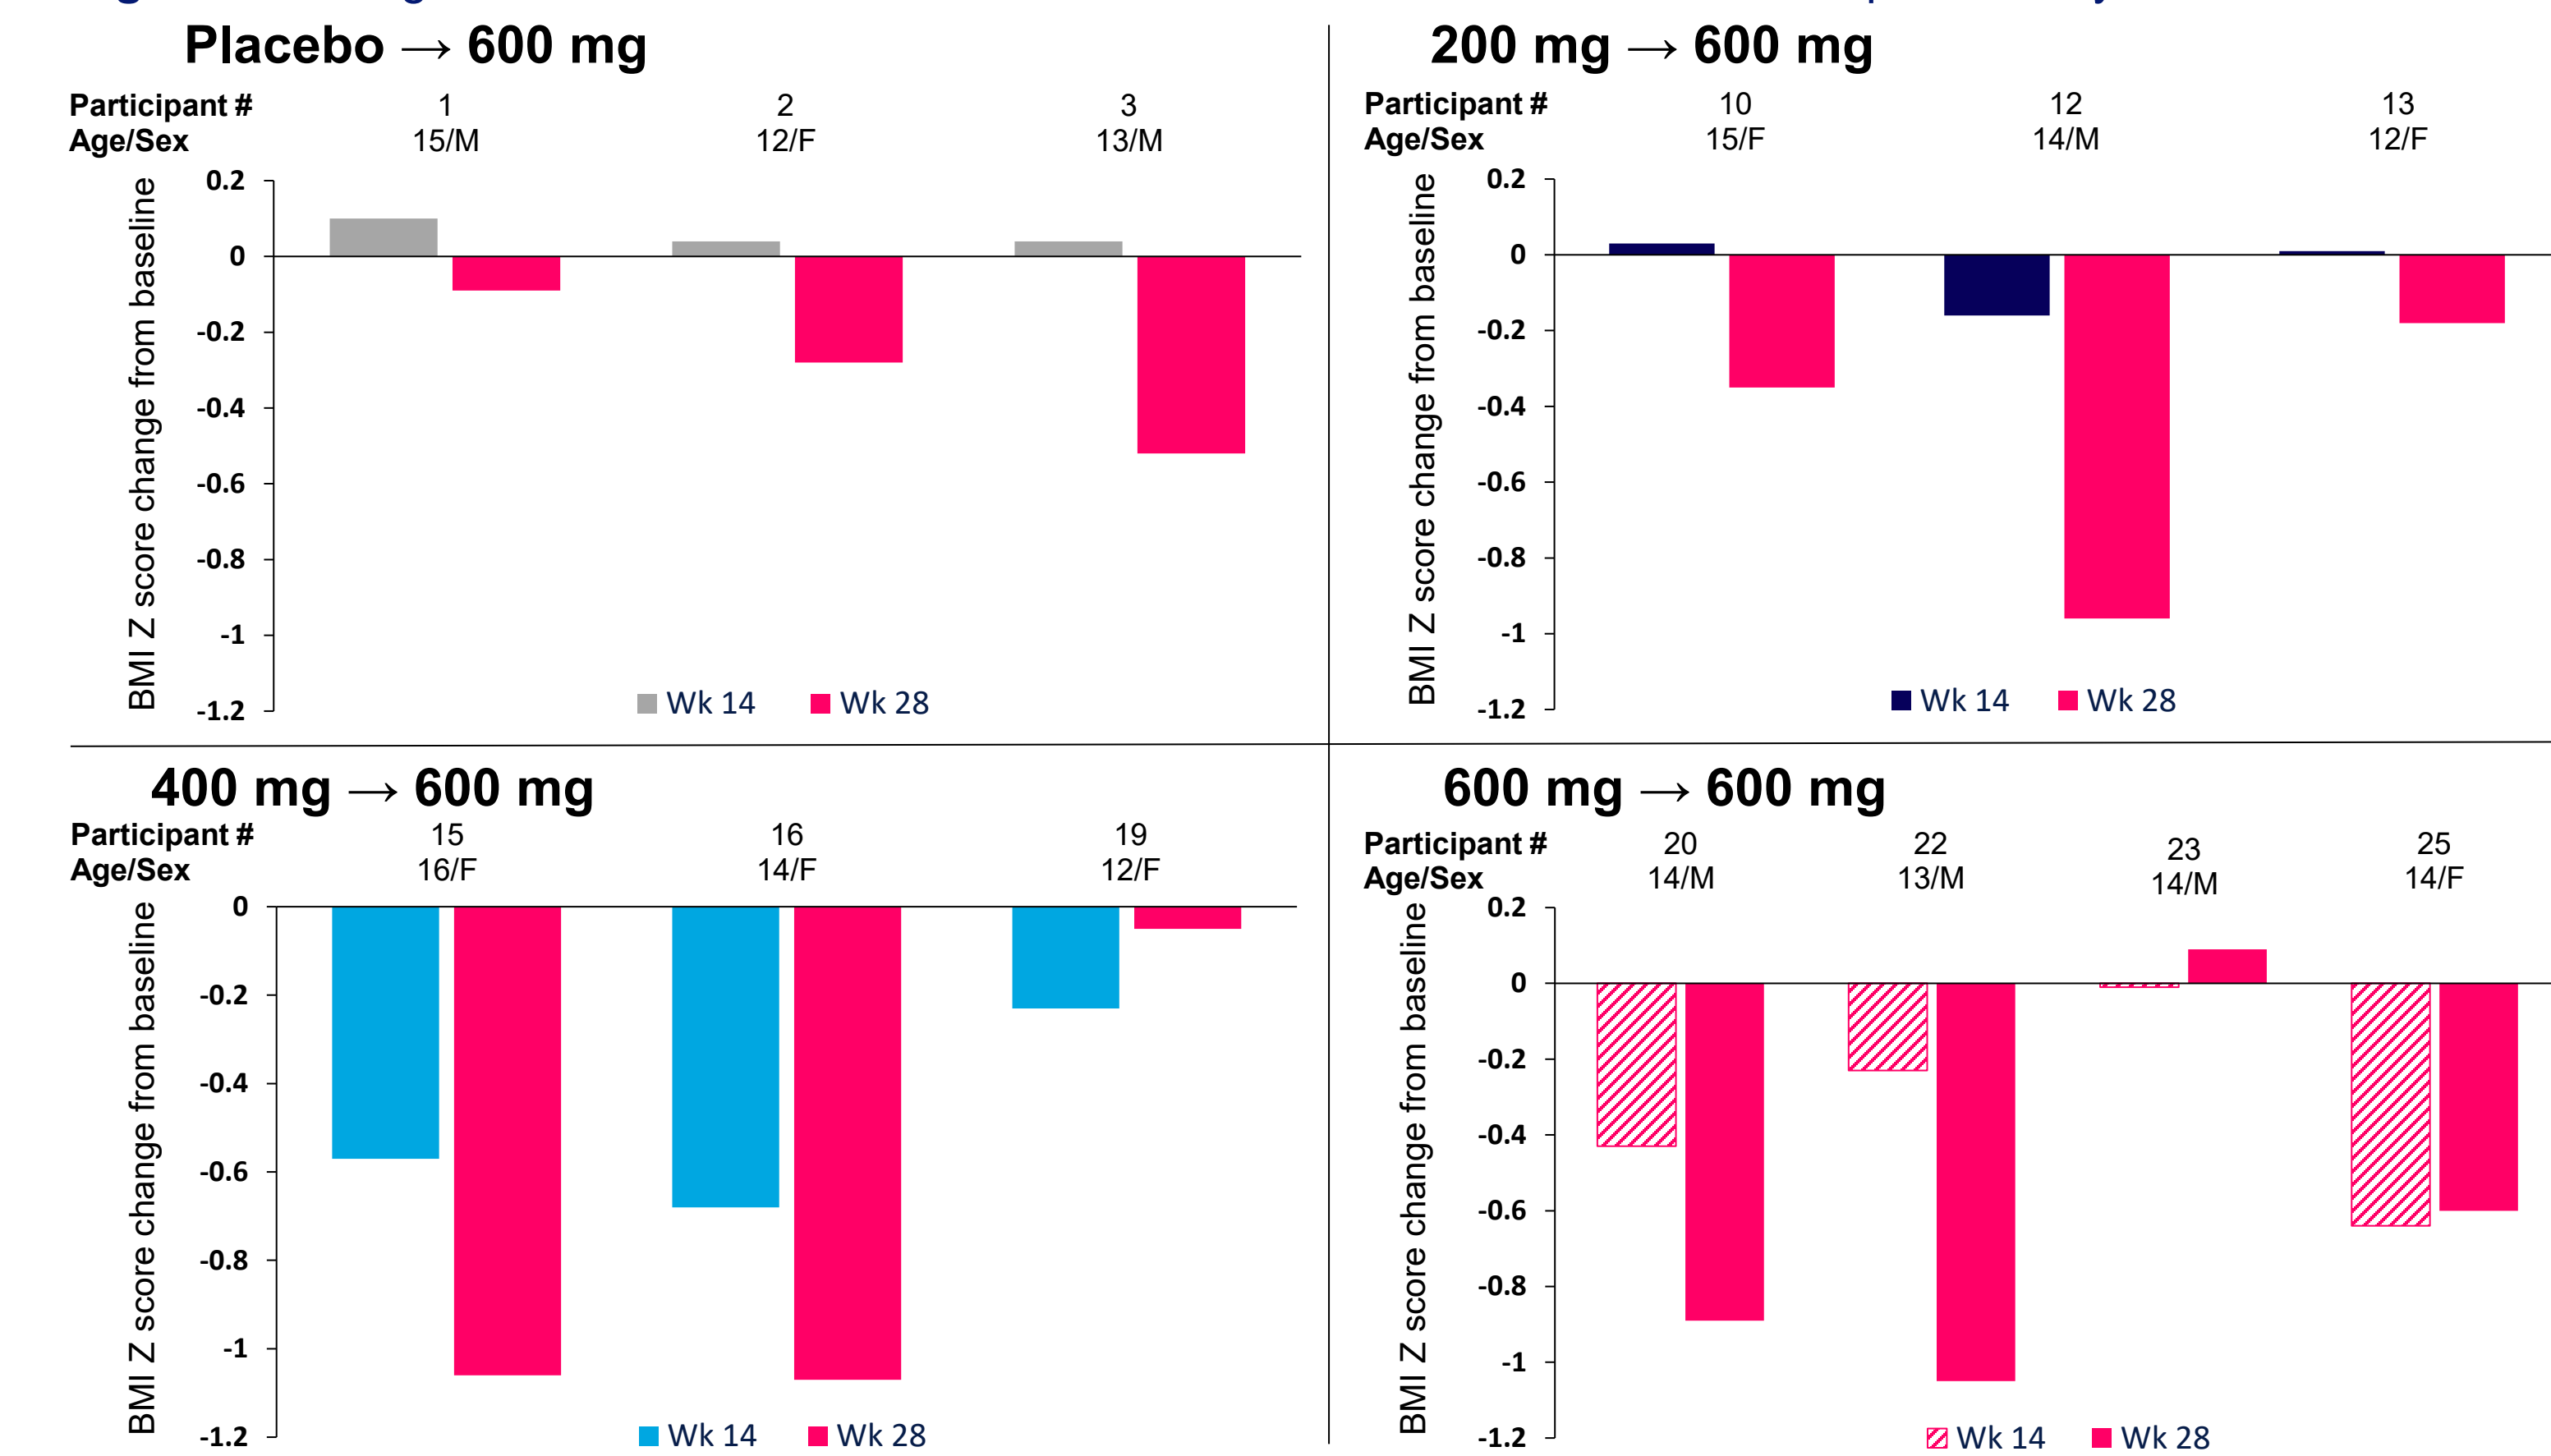 Placebo → 600 mg
Participant # 1 2 3
Age/Sex 15/M 12/F 13/M
BMI Z score change from baseline
0.2
0
-0.2
-0.4
-0.6
-0.8
-1
-1.2
Wk 14 Wk 28
200 mg → 600 mg
Participant # 10 12 13
Age/Sex 15/F 14/M 12/F
BMI Z score change from baseline
0.2
0
-0.2
-0.4
-0.6
-0.8
-1
-1.2
Wk 14 Wk 28
400 mg → 600 mg
Participant # 15 16 19
Age/Sex 16/F 14/F 12/F
BMI Z score change from baseline
0
-0.2
-0.4
-0.6
-0.8
-1
-1.2
Wk 14 Wk 28
600 mg → 600 mg
Participant # 20 22 23 25
Age/Sex 14/M 13/M 14/M 14/F
BMI Z score change from baseline
0.2
0
-0.2
-0.4
-0.6
-0.8
-1
-1.2
Wk 14 Wk 28